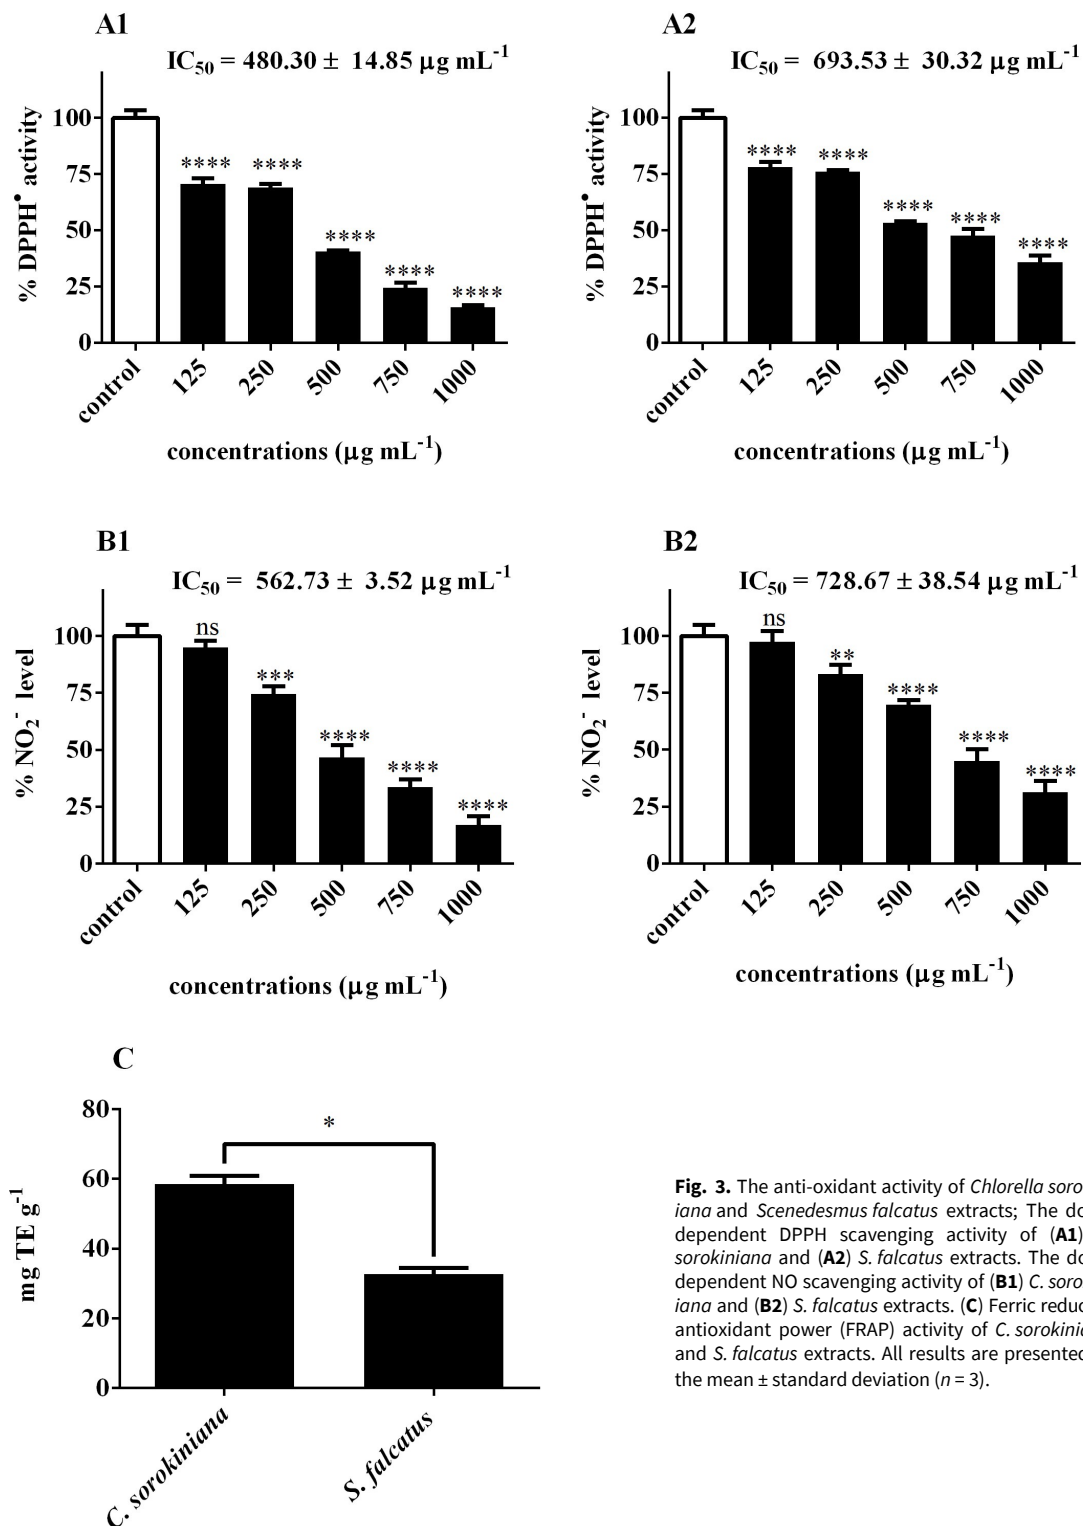 A1
IC50 = 480.30 ± 14.85 µg mL-1
% DPPH• activity
100
75
50
25
0
**** **** **** **** ****
control 125 250 500 750 1000
concentrations (µg mL-1)
A2
IC50 = 693.53 ± 30.32 µg mL-1
% DPPH• activity
100
75
50
25
0
**** **** **** **** ****
control 125 250 500 750 1000
concentrations (µg mL-1)
B1
IC50 = 562.73 ± 3.52 µg mL-1
% NO2- level
100
75
50
25
0
ns *** **** **** ****
control 125 250 500 750 1000
concentrations (µg mL-1)
B2
IC50 = 728.67 ± 38.54 µg mL-1
% NO2- level
100
75
50
25
0
ns ** **** **** ****
control 125 250 500 750 1000
concentrations (µg mL-1)
C
mg TE g-1
80
60
40
20
0
*
C. sorokiniana S. falcatus
Fig. 3. The anti-oxidant activity of Chlorella soro
iana and Scenedesmus falcatus extracts; The do
dependent DPPH scavenging activity of (A1)
sorokiniana and (A2) S. falcatus extracts. The do
dependent NO scavenging activity of (B1) C. soro
iana and (B2) S. falcatus extracts. (C) Ferric reduc
antioxidant power (FRAP) activity of C. sorokinia
and S. falcatus extracts. All results are presented
the mean ± standard deviation (n = 3).